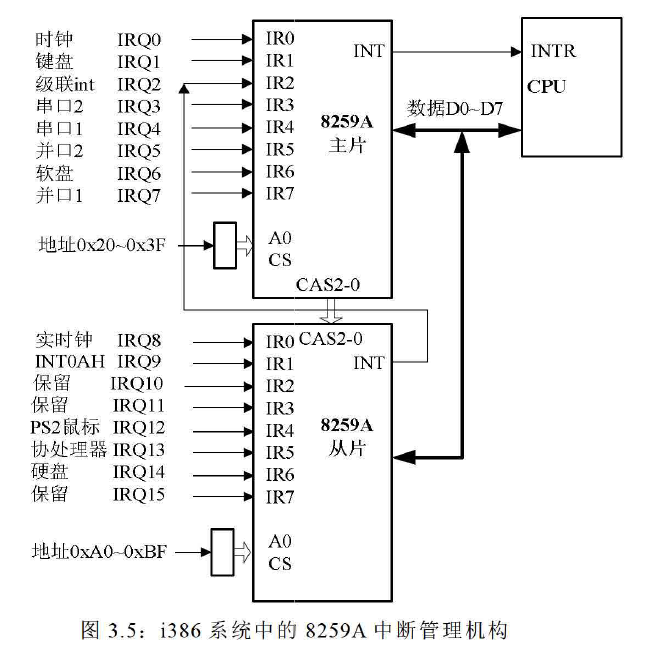 时钟 IRQ0 IR0
键盘 IRQ1 IR1
级联int IRQ2 IR2
串口2 IRQ3 IR3
串口1 IRQ4 IR4
并口2 IRQ5 IR5
软盘 IRQ6 IR6
并口1 IRQ7 IR7
INT
8259A
主片
INTR
CPU
数据D0~D7
地址0x20~0x3F
A0
CS
CAS2-0
CAS2-0
实时钟 IRQ8 IR0
INT0AH IRQ9 IR1
保留 IRQ10 IR2
保留 IRQ11 IR3
PS2鼠标 IRQ12 IR4
协处理器 IRQ13 IR5
硬盘 IRQ14 IR6
保留 IRQ15 IR7
INT
8259A
从片
地址0xA0~0xBF
A0
CS
图 3.5：i386 系统中的 8259A 中断管理机构